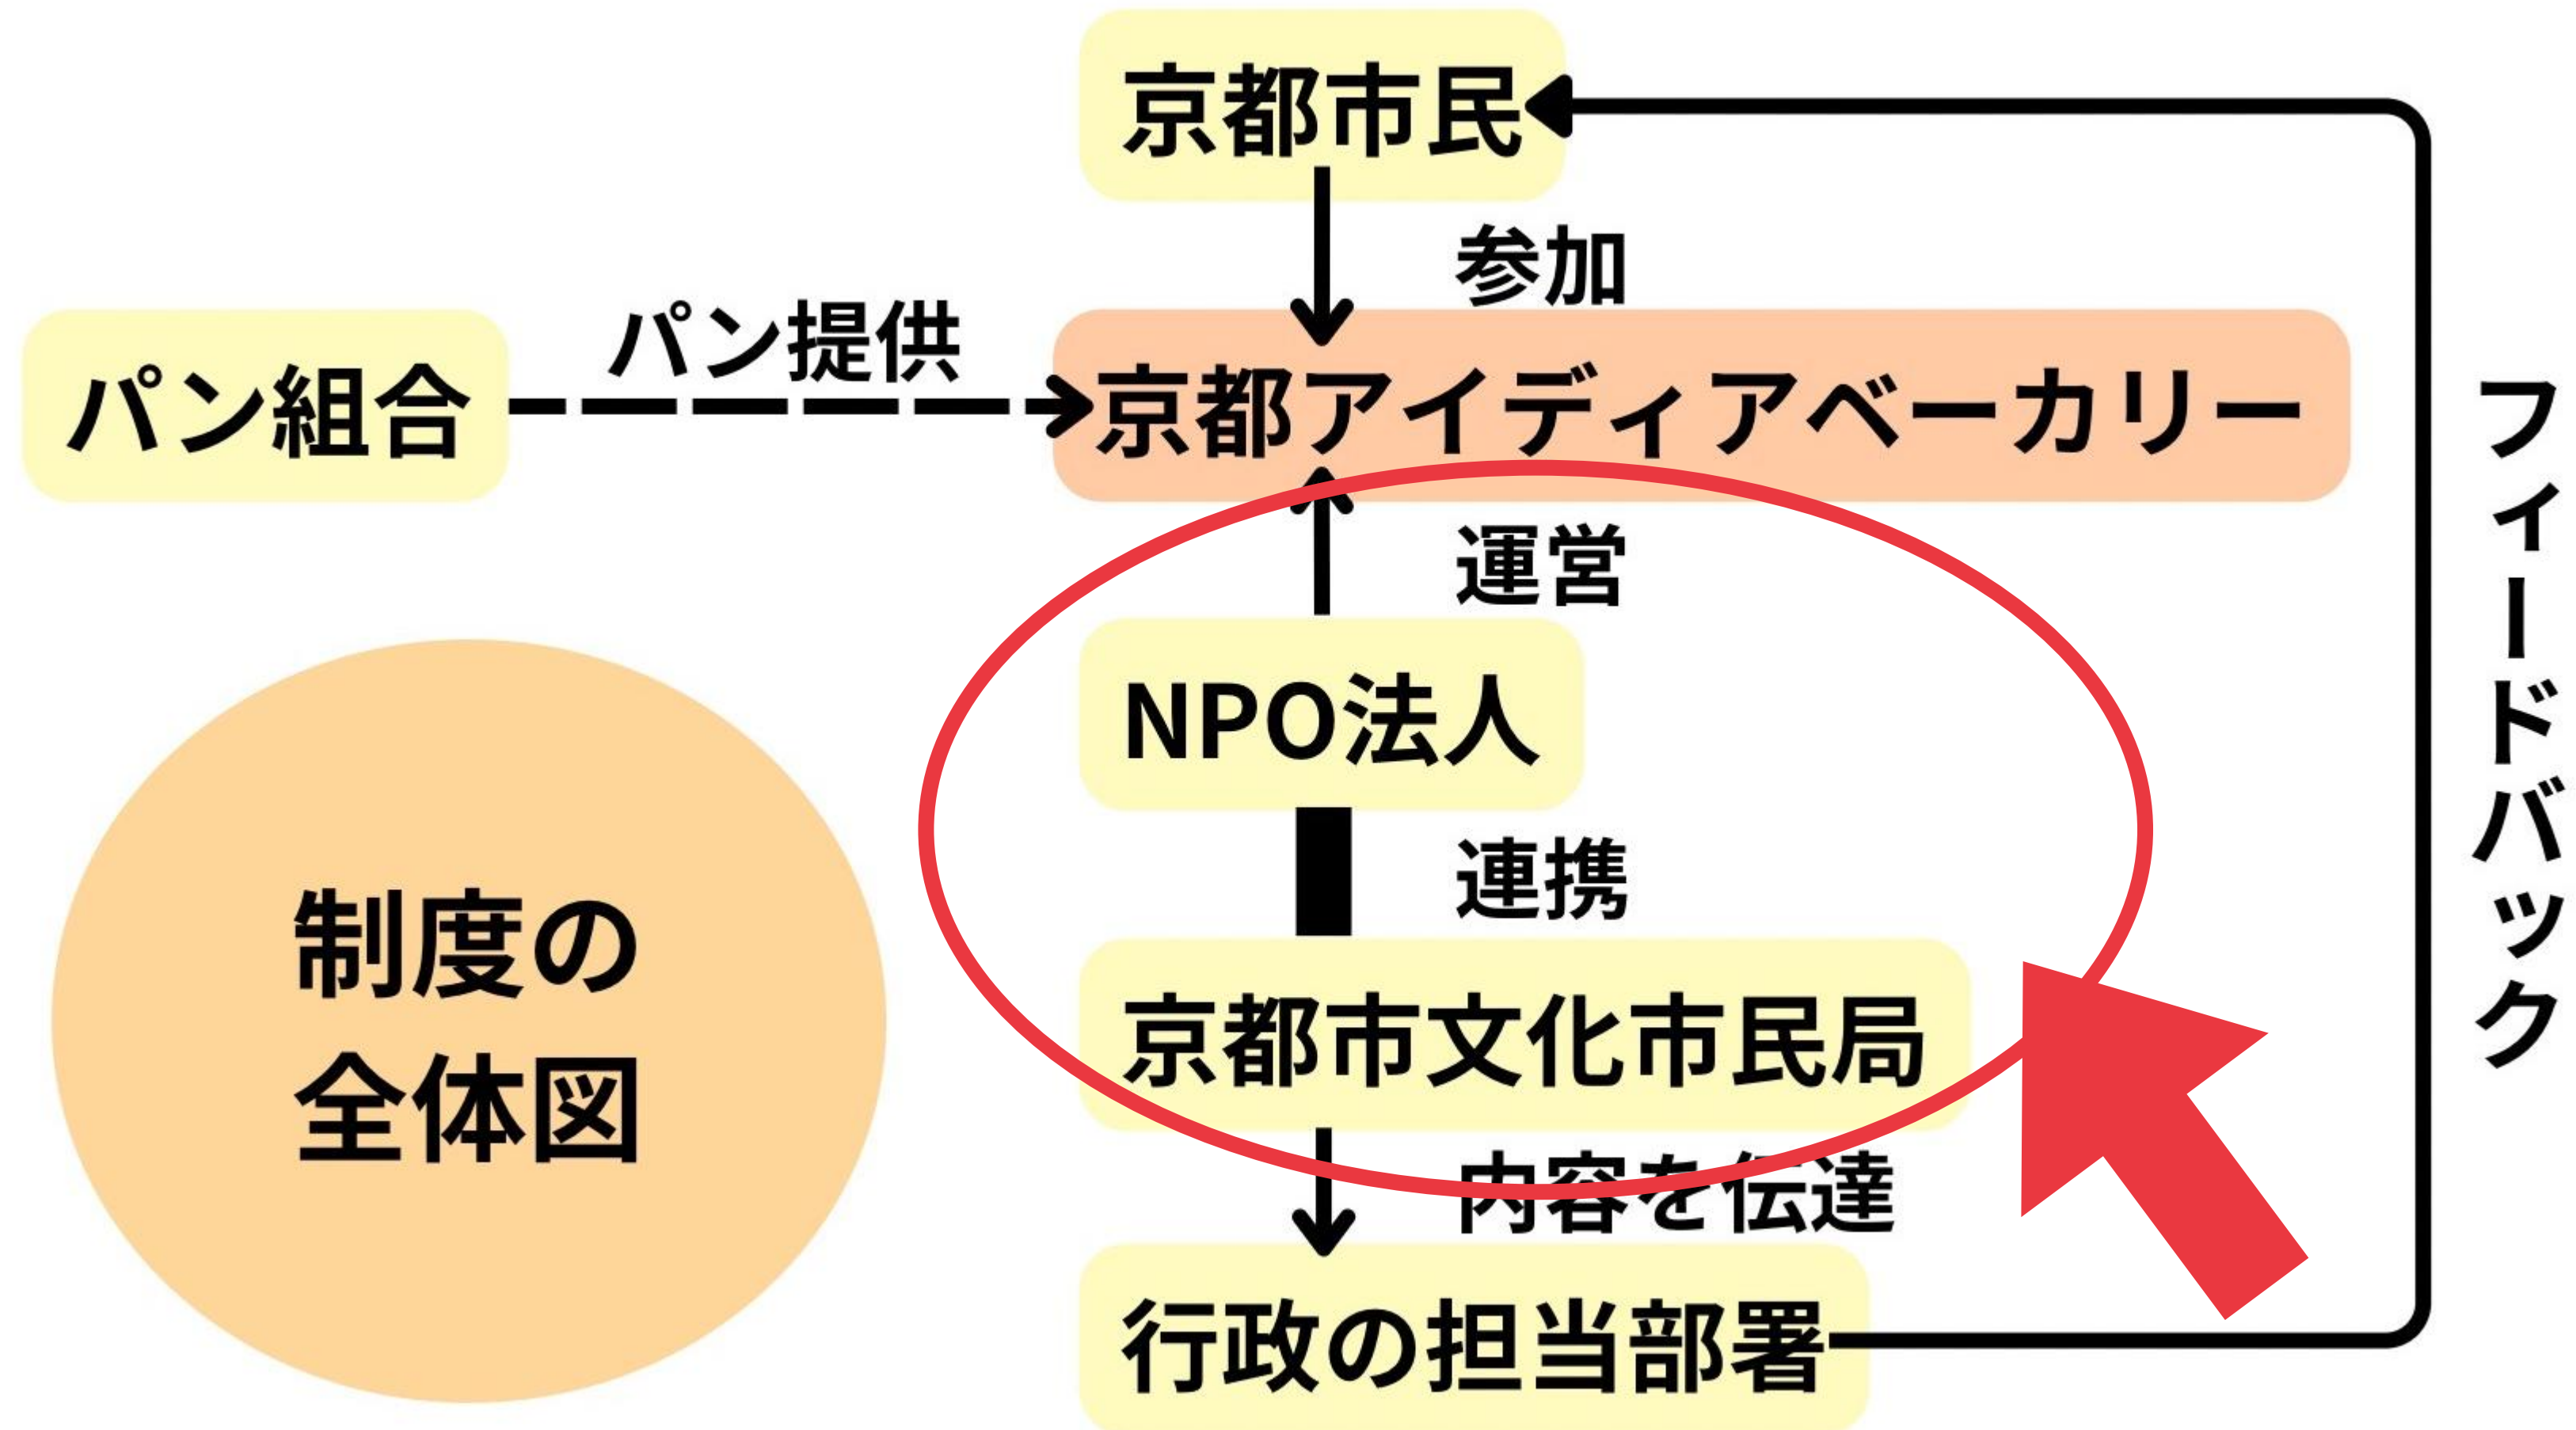 京都市民
参加
パン組合
パン提供
京都アイディアベーカリー
運営
NPO法人
連携
京都市文化市民局
内容を伝達
行政の担当部署
フィードバック
制度の
全体図